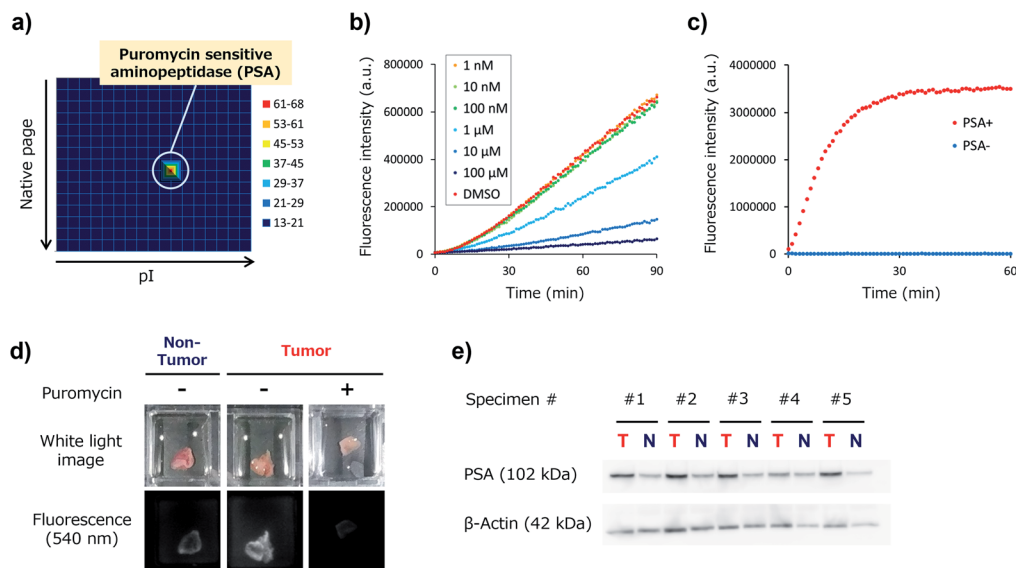 a)
Puromycin sensitive
aminopeptidase (PSA)
Native page
pI
61-68
53-61
45-53
37-45
29-37
21-29
13-21
b)
Fluorescence intensity (a.u.)
800000
600000
400000
200000
0
0
30
60
90
Time (min)
1 nM
10 nM
100 nM
1 μM
10 μM
100 μM
DMSO
c)
Fluorescence intensity (a.u.)
4000000
3000000
2000000
1000000
0
0
30
60
Time (min)
PSA+
PSA-
d)
Non-
Tumor
Tumor
Puromycin
-
-
+
White light
image
Fluorescence
(540 nm)
e)
Specimen #
#1
#2
#3
#4
#5
T N T N T N T N T N
PSA (102 kDa)
β-Actin (42 kDa)